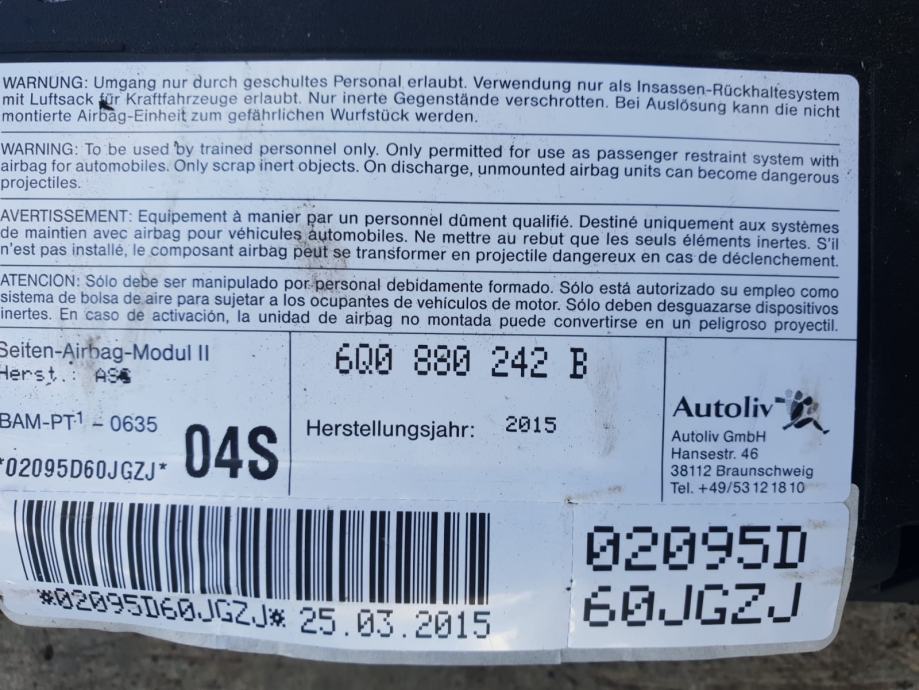 WARNUNG: Umgang nur durch geschultes Personal erlaubt. Verwendung nur als Insassen-Rückhaltesystem
mit Luftsack für Kraftfahrzeuge erlaubt. Nur inerte Gegenstände verschrotten. Bei Auslösung kann die nicht
montierte Airbag-Einheit zum gefährlichen Wurfstück werden.
WARNING: To be used by trained personnel only. Only permitted for use as passenger restraint system with
airbag for automobiles. Only scrap inert objects. On discharge, unmounted airbag units can become dangerous
projectiles.
AVERTISSEMENT: Equipement à manier par un personnel dûment qualifié. Destiné uniquement aux systèmes
de maintien avec airbag pour véhicules automobiles. Ne mettre au rebut que les seuls éléments inertes. S'il
n'est pas installé, le composant airbag peut se transformer en projectile dangereux en cas de déclenchement.
ATENCION: Sólo debe ser manipulado por personal debidamente formado. Sólo está autorizado su empleo como
sistema de bolsa de aire para sujetar a los ocupantes de vehículos de motor. Sólo deben desguazarse dispositivos
inertes. En caso de activación, la unidad de airbag no montada puede convertirse en un peligroso proyectil.
Seiten-Airbag-Modul II
Herst.:
BAM-PT1 - 0635
04S
*02095D60JGZJ*
6Q0 880 242 B
Herstellungsjahr: 2015
Autoliv
Autoliv GmbH
Hansestr. 46
38112 Braunschweig
Tel. +49/53121810
*02095D60JGZJ* 25.03.2015
02095D
60JGZJ